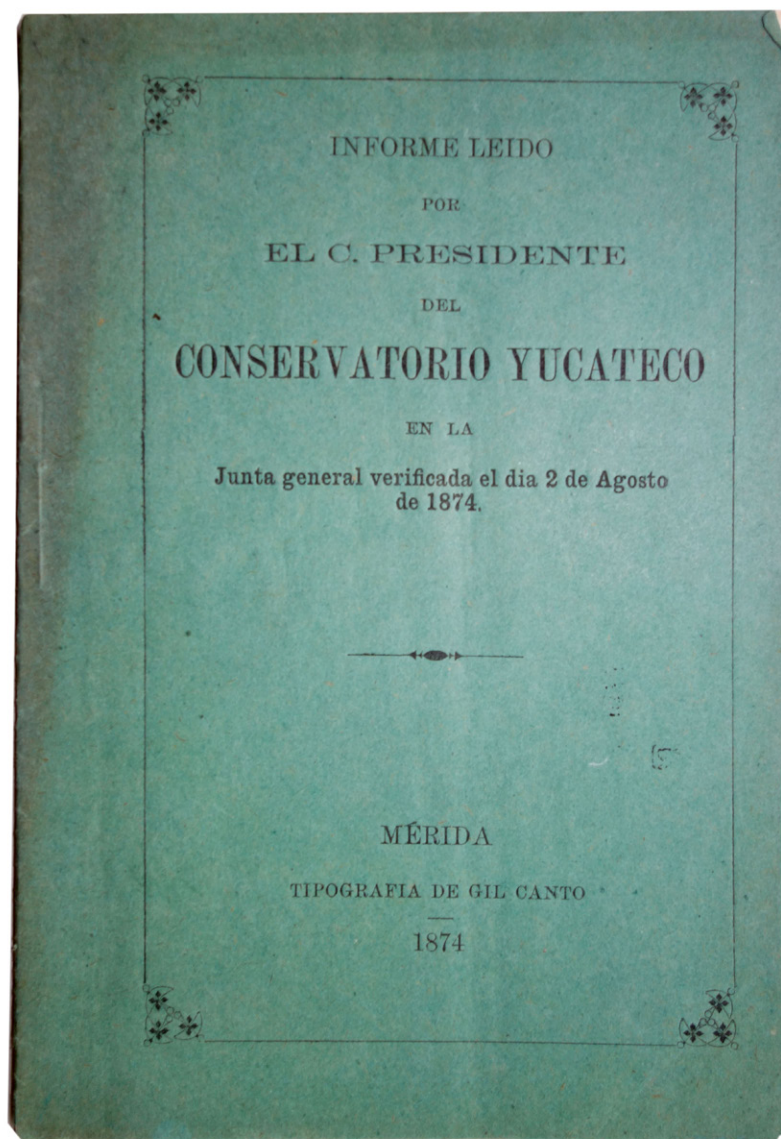 INFORME LEIDO
POR
EL C. PRESIDENTE
DEL
CONSERVATORIO YUCATECO
EN LA
Junta general verificada el dia 2 de Agosto
de 1874.
MÉRIDA
TIPOGRAFIA DE GIL CANTO
1874